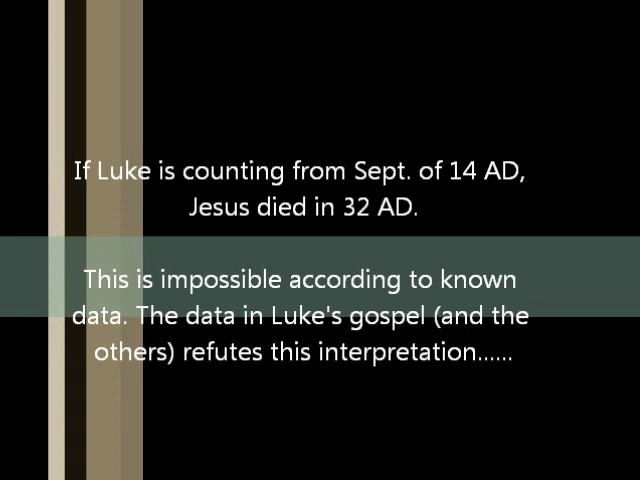 If Luke is counting from Sept. of 14 AD,
Jesus died in 32 AD.
This is impossible according to known
data. The data in Luke's gospel (and the
others) refutes this interpretation......